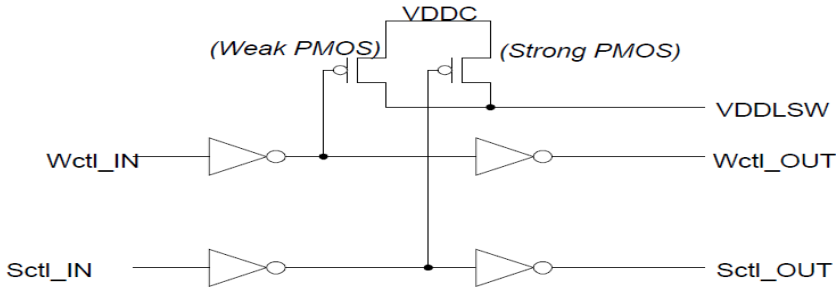 VDDC
(Weak PMOS)
(Strong PMOS)
VDDLSW
Wctl_IN
Wctl_OUT
Sctl_IN
Sctl_OUT